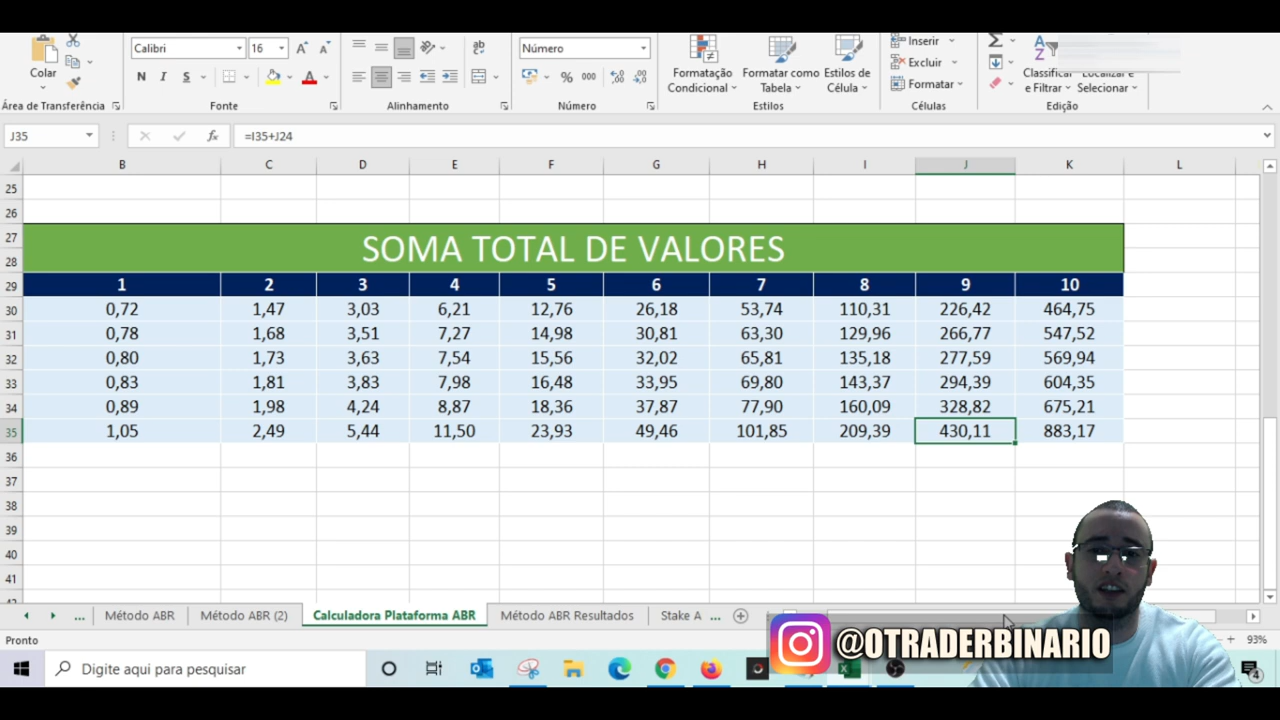 Calibri 16 Número Inserir
Colar N I S % 000 Formatação Condicional Formatar como Tabela Estilos de Célula Excluir Formatar Classificar e Filtrar Localizar e Selecionar
Área de Transferência Fonte Alinhamento Número Estilos Células Edição
J35 fx =I35+J24
B C D E F G H I J K L
25
26
27 SOMA TOTAL DE VALORES
28
29 1 2 3 4 5 6 7 8 9 10
30 0,72 1,47 3,03 6,21 12,76 26,18 53,74 110,31 226,42 464,75
31 0,78 1,68 3,51 7,27 14,98 30,81 63,30 129,96 266,77 547,52
32 0,80 1,73 3,63 7,54 15,56 32,02 65,81 135,18 277,59 569,94
33 0,83 1,81 3,83 7,98 16,48 33,95 69,80 143,37 294,39 604,35
34 0,89 1,98 4,24 8,87 18,36 37,87 77,90 160,09 328,82 675,21
35 1,05 2,49 5,44 11,50 23,93 49,46 101,85 209,39 430,11 883,17
36
37
38
39
40
41
... Método ABR Método ABR (2) Calculadora Plataforma ABR Método ABR Resultados Stake A ...
Pronto 93%
@OTRADERBINARIO
Digite aqui para pesquisar 4